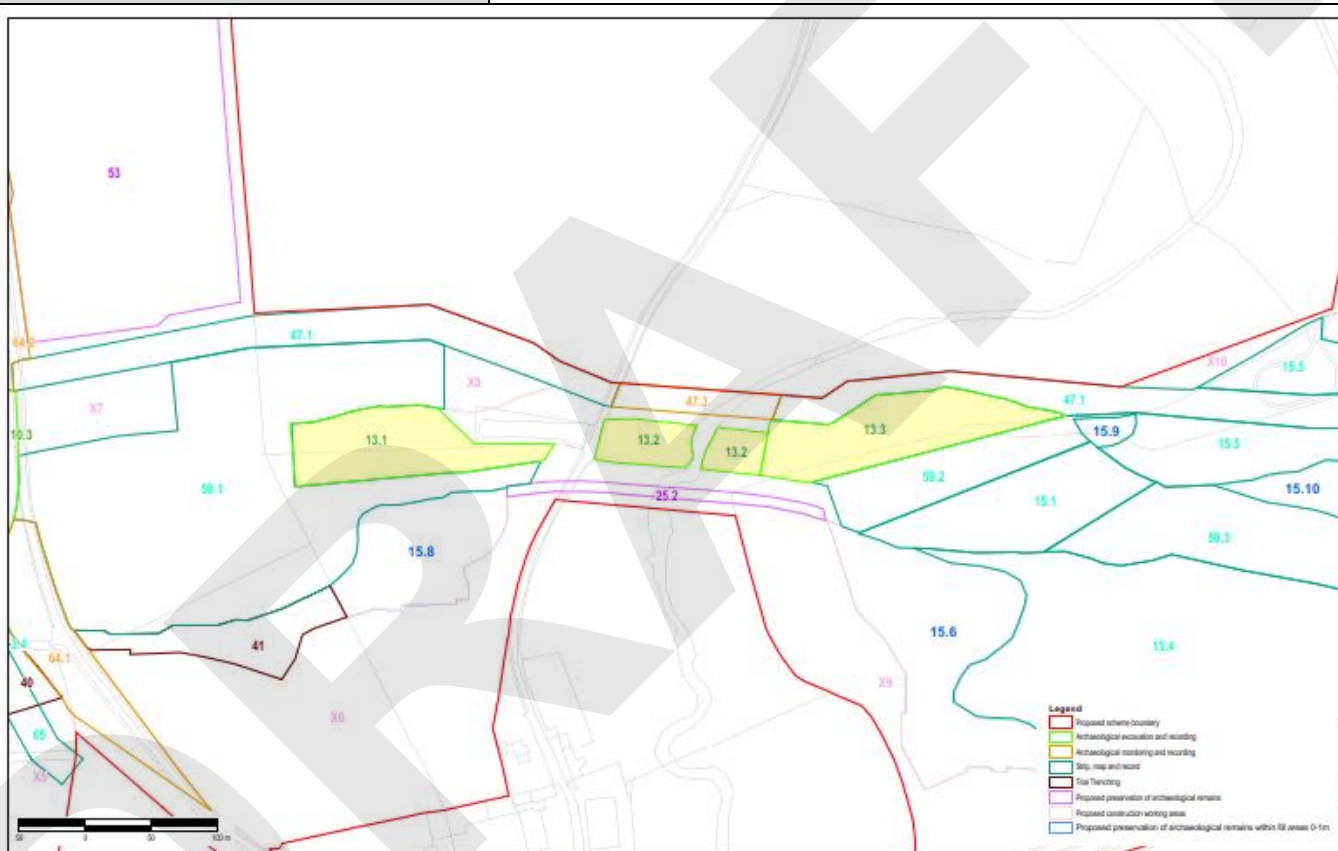 53
64.2
47.1
X7
X8
X10
15.5
10.3
13.1
47.3
13.2
13.2
13.3
47.1
15.9
15.5
59.1
25.2
59.2
15.1
15.10
15.8
59.3
41
15.6
15.4
64.1
40
X6
X9
65
X5
Legend
Proposed scheme boundary
Archaeological excavation and recording
Archaeological monitoring and recording
Strip, map and record
Trial Trenching
Proposed preservation of archaeological remains
Proposed construction working areas
Proposed preservation of archaeological remains within fill areas 0-1m
50 0 50 100 m
DRAFT